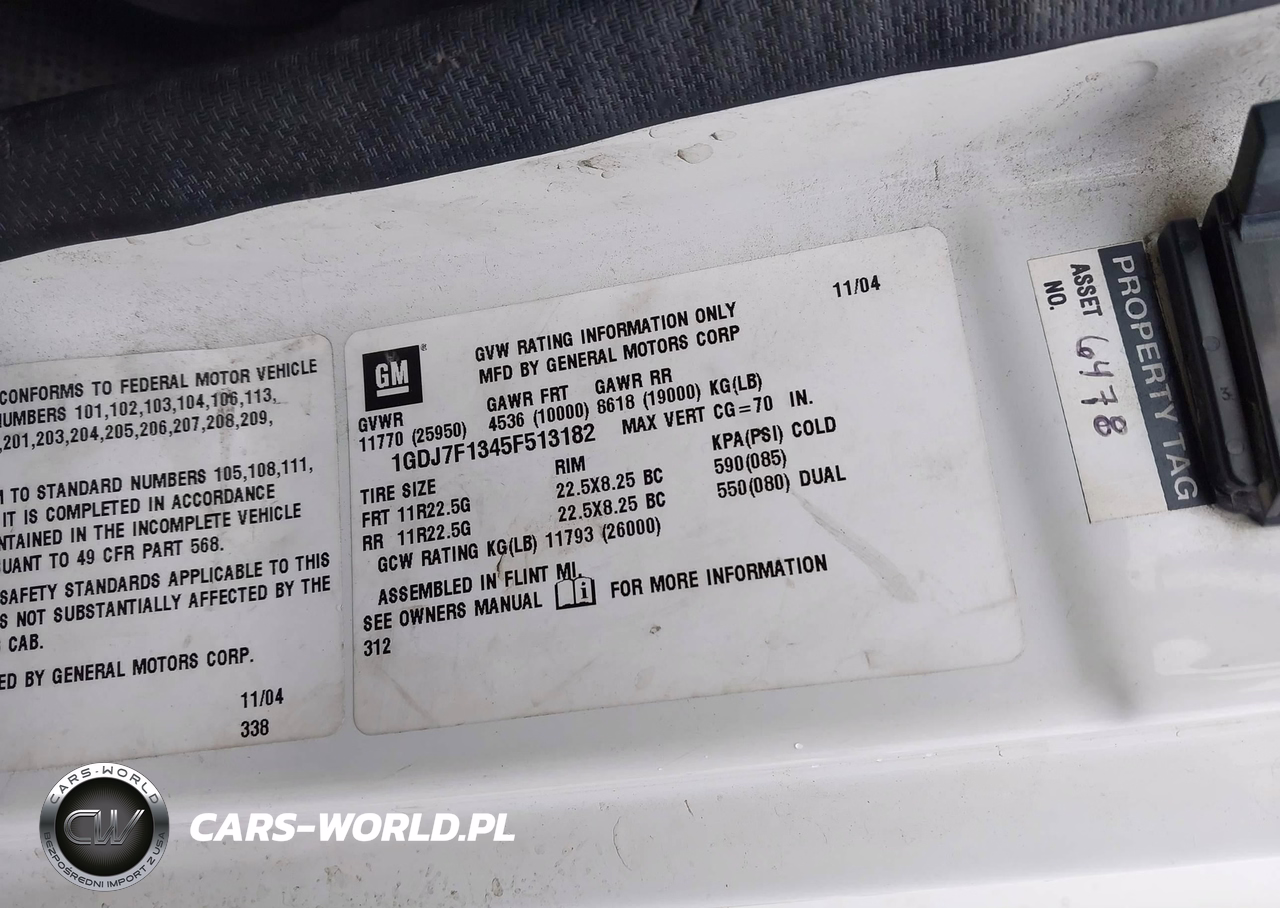 CONFORMS TO FEDERAL MOTOR VEHICLE
NUMBERS 101,102,103,104,106,113,
,201,203,204,205,206,207,208,209,
TO STANDARD NUMBERS 105,108,111,
IT IS COMPLETED IN ACCORDANCE
IN THE INCOMPLETE VEHICLE
TO 49 CFR PART 568.
SAFETY STANDARDS APPLICABLE TO THIS
NOT SUBSTANTIALLY AFFECTED BY THE
CAB.
BY GENERAL MOTORS CORP.
11/04
338
11/04
GM
GVW RATING INFORMATION ONLY
MFD BY GENERAL MOTORS CORP
GVWR GAWR FRT GAWR RR
11770 (25950) 4536 (10000) 8618 (19000) KG(LB)
1GDJ7F1345F513182 MAX VERT CG=70 IN.
TIRE SIZE RIM KPA(PSI) COLD
FRT 11R22.5G 22.5X8.25 BC 590(085)
RR 11R22.5G 22.5X8.25 BC 550(080) DUAL
GCW RATING KG(LB) 11793 (26000)
ASSEMBLED IN FLINT MI
SEE OWNERS MANUAL i FOR MORE INFORMATION
312
PROPERTY TAG
ASSET 6478
NO.
3
CARS-WORLD
CW
BEZPOŚREDNI IMPORT Z USA
CARS-WORLD.PL